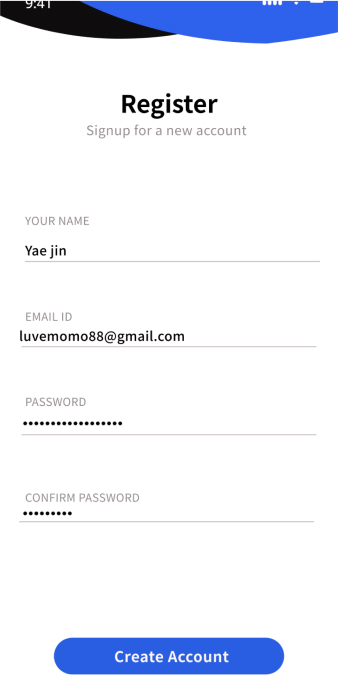 9:41
Register
Signup for a new account
YOUR NAME
Yae jin
EMAIL ID
luvemomo88@gmail.com
PASSWORD
••••••••••••••••••
CONFIRM PASSWORD
•••••••••
Create Account